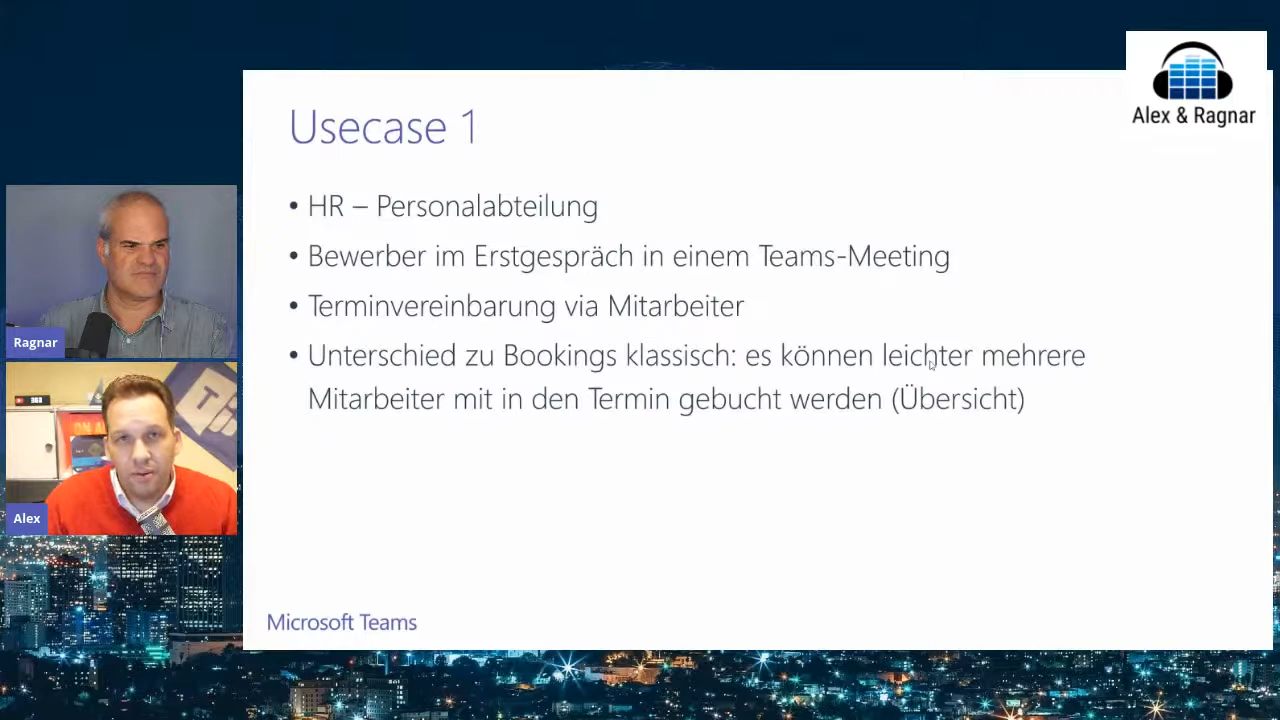 Alex & Ragnar
Usecase 1
• HR – Personalabteilung
• Bewerber im Erstgespräch in einem Teams-Meeting
• Terminvereinbarung via Mitarbeiter
• Unterschied zu Bookings klassisch: es können leichter mehrere
Mitarbeiter mit in den Termin gebucht werden (Übersicht)
Ragnar
Alex
Microsoft Teams